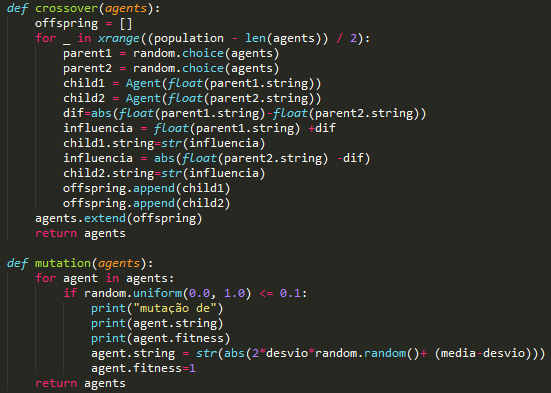 def crossover(agents):
    offspring = []
    for _ in xrange((population - len(agents)) / 2):
        parent1 = random.choice(agents)
        parent2 = random.choice(agents)
        child1 = Agent(float(parent1.string))
        child2 = Agent(float(parent2.string))
        dif=abs(float(parent1.string)-float(parent2.string))
        influencia = float(parent1.string) +dif
        child1.string=str(influencia)
        influencia = abs(float(parent2.string) -dif)
        child2.string=str(influencia)
        offspring.append(child1)
        offspring.append(child2)
    agents.extend(offspring)
    return agents

def mutation(agents):
    for agent in agents:
        if random.uniform(0.0, 1.0) <= 0.1:
            print("mutação de")
            print(agent.string)
            print(agent.fitness)
            agent.string = str(abs(2*desvio*random.random()+ (media-desvio)))
            agent.fitness=1
    return agents